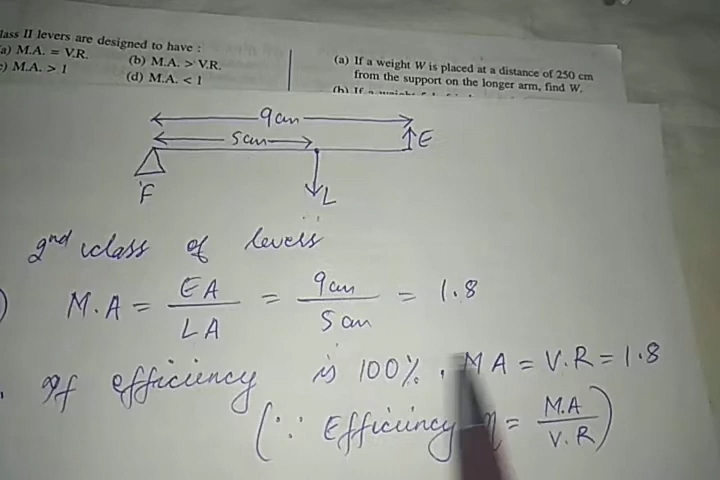 lass II levers are designed to have :
a) M.A. = V.R.
(b) M.A. > V.R.
c) M.A. > 1
(d) M.A. < 1
(a) If a weight W is placed at a distance of 250 cm
from the support on the longer arm, find W.
9cm
5cm
E
F
L
2nd class of levers
M.A = EA / LA = 9cm / 5cm = 1.8
If efficiency is 100%, MA = V.R = 1.8
(∵ Efficiency η = M.A / V.R)